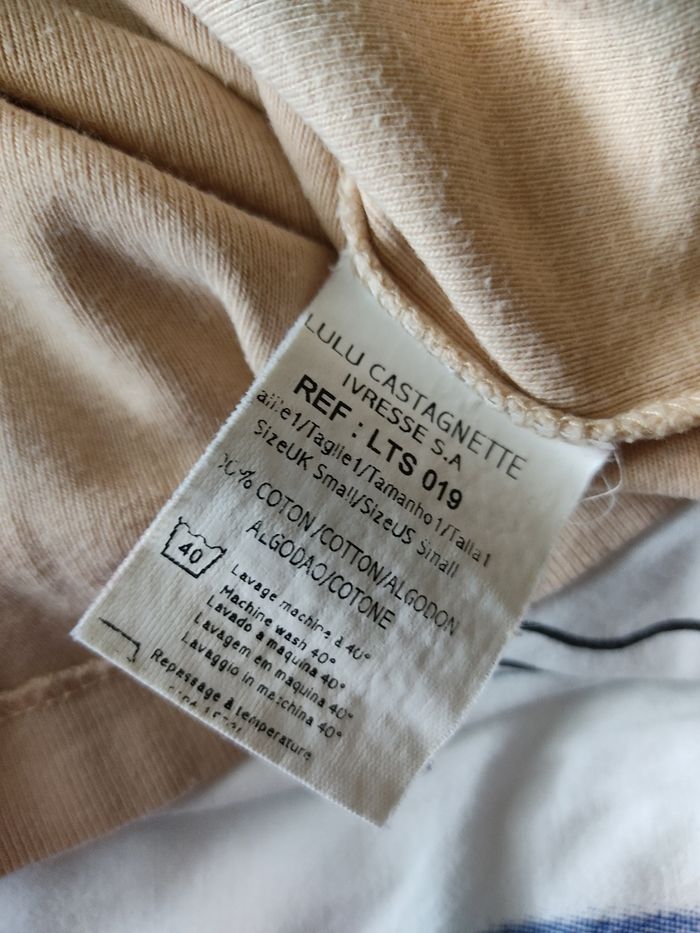 LULU CASTAGNETTE
IVRESSE S.A
REF : LTS 019
aille1/Taglie1/Tamanho1/Talla1
SizeUK Small/SizeUS Small
00% COTON/COTTON/ALGODON
ALGODAO/COTONE
40
Lavage machine à 40°
Machine wash 40°
Lavado a maquina 40°
Lavagem em maquina 40°
Lavaggio in machina 40°
Repassage à temperature